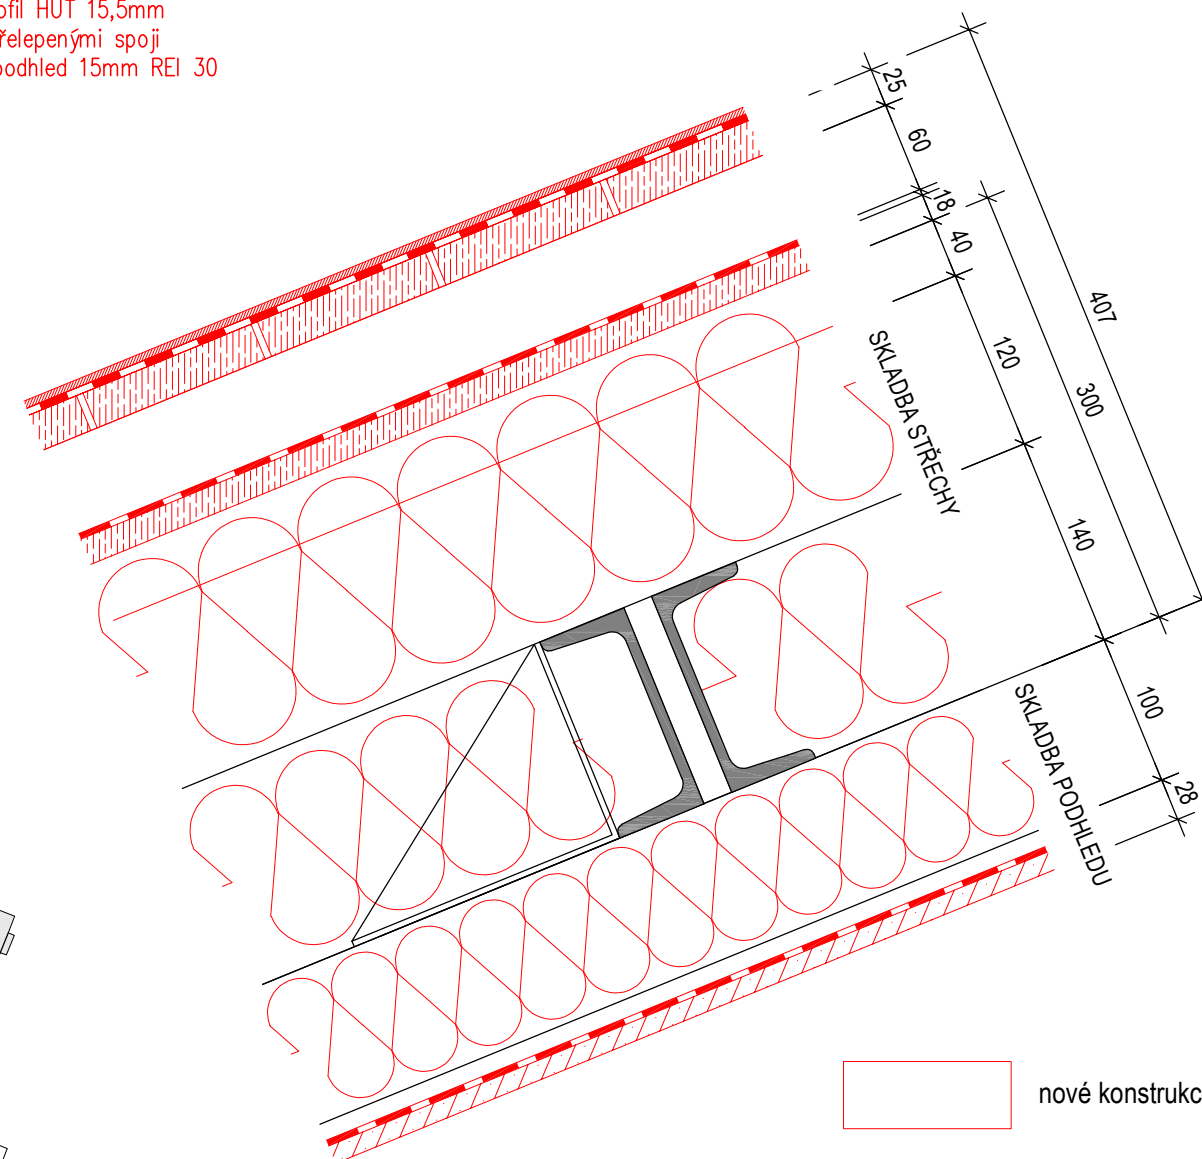 ofil HUT 15,5mm
řelepenými spoji
podhled 15mm REI 30
25
60
18
40
120
140
407
300
SKLADBA STŘECHY
100
28
SKLADBA PODHLEDU
nové konstrukc